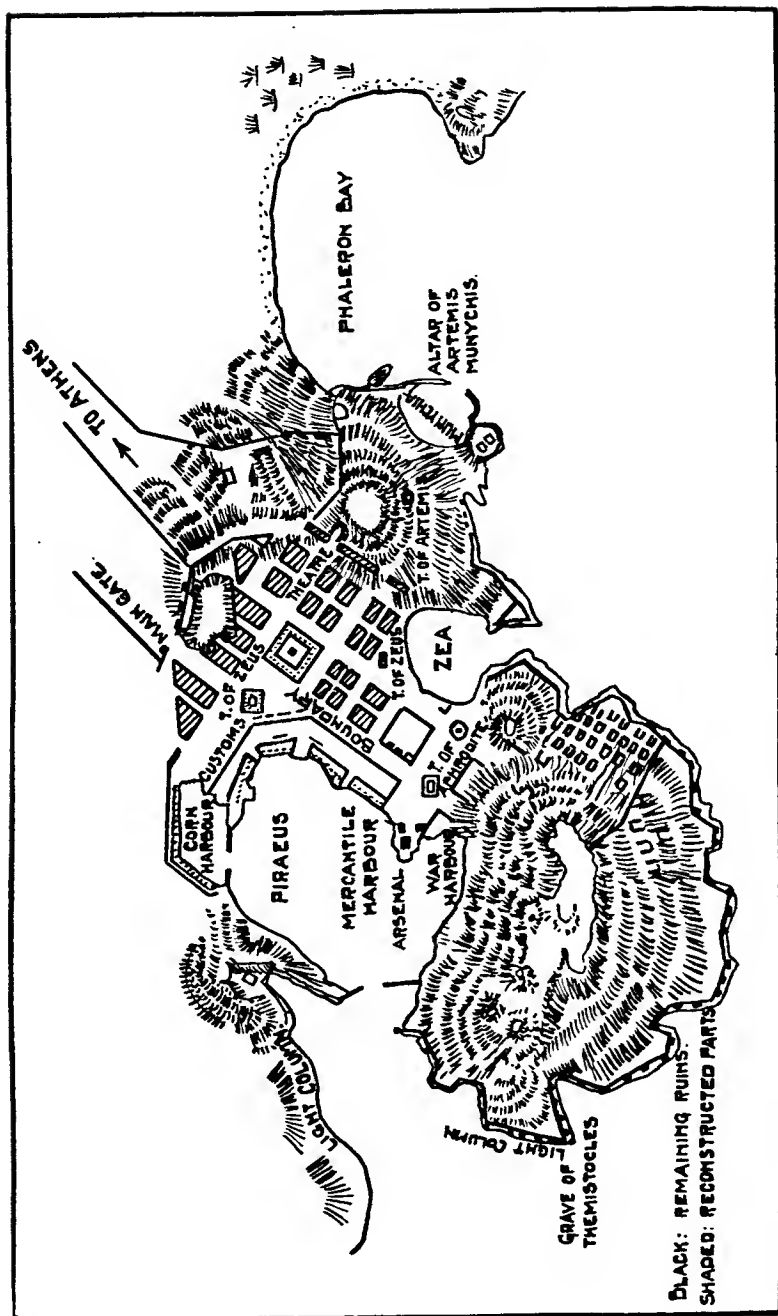 TO ATHENS
MAIN GATE
PHALERON BAY
ALTAR OF
ARTEMIS
MUNYCHIS.
T. OF ARTEMIS
THEATRE
T. OF ZEUS
T. OF ZEUS
ZEA
BOUNDARY
CUSTOMS
CORN
HARBOUR
PIRAEUS
MERCANTILE
HARBOUR
ARSENAL
WAR
HARBOUR
T. OF
APHRODITE
LIGHT COLUMN
LIGHT COLUMN
GRAVE OF
THEMISTOCLES
BLACK: REMAINING RUINS.
SHADED: RECONSTRUCTED PARTS